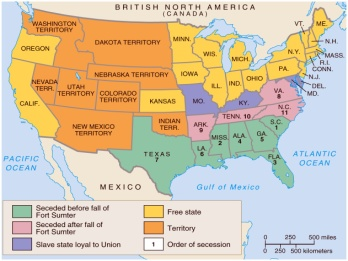 BRITISH NORTH AMERICA
(CANADA)
WASHINGTON
TERRITORY
OREGON
DAKOTA TERRITORY
MINN.
WIS.
MICH.
VT.
ME.
N.H.
MASS.
R.I.
CONN.
N.Y.
PA.
N.J.
DEL.
MD.
NEVADA
TERR.
UTAH
TERRITORY
NEBRASKA TERRITORY
COLORADO
TERRITORY
IOWA
ILL.
IND.
OHIO
CALIF.
KANSAS
MO.
KY.
VA.
8
N.C.
11
TENN. 10
NEW MEXICO
TERRITORY
INDIAN
TERR.
ARK.
9
S.C.
1
TEXAS
7
LA.
6
MISS.
2
ALA.
4
GA.
5
FLA.
3
PACIFIC
OCEAN
ATLANTIC
OCEAN
MEXICO
Gulf of Mexico
Seceded before fall of
Fort Sumter
Seceded after fall of
Fort Sumter
Slave state loyal to Union
Free state
Territory
1 Order of secession
0 250 500 miles
0 250 500 kilometers